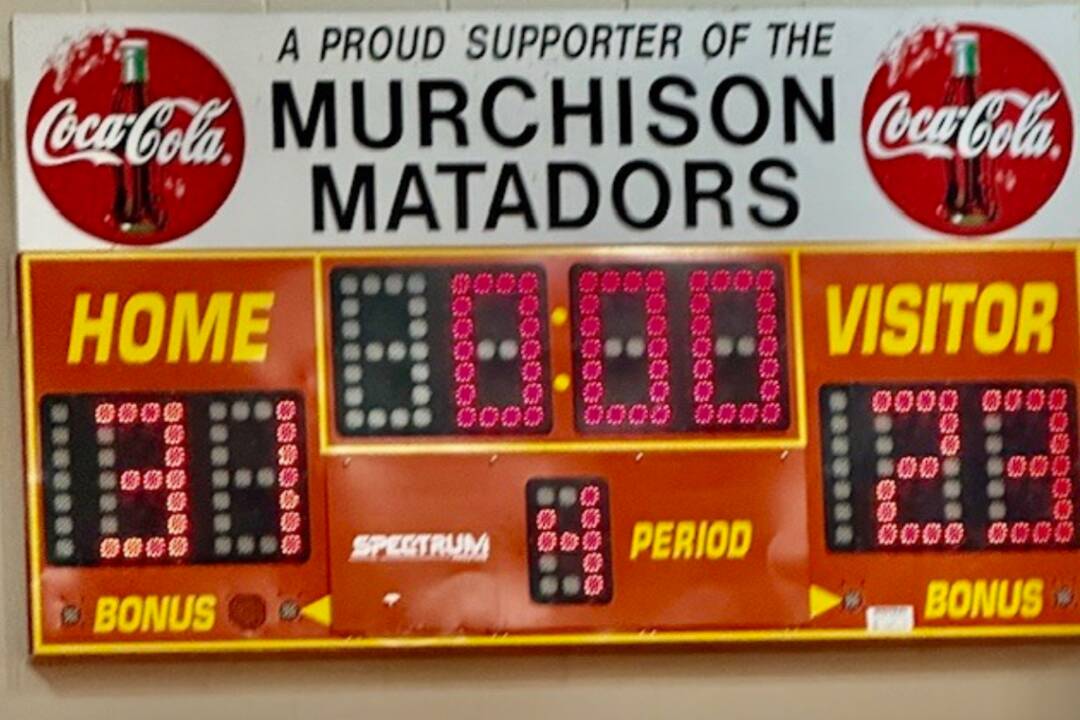 A PROUD SUPPORTER OF THE
MURCHISON
MATADORS
Coca-Cola
Coca-Cola
HOME
0:00
VISITOR
31
23
4
SPECTRUM
PERIOD
BONUS
BONUS